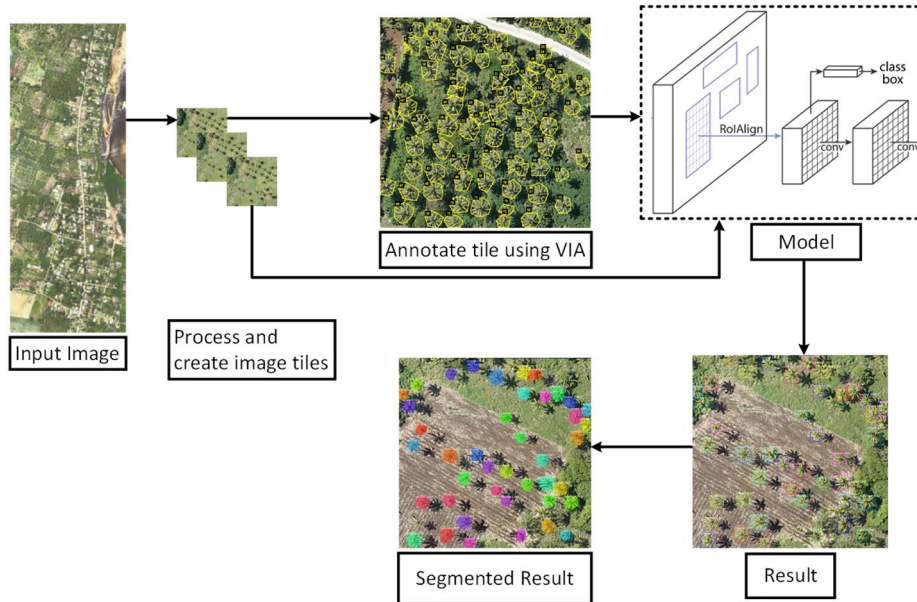 class
box
RoIAlign
conv
conv
Annotate tile using VIA
Model
Input Image
Process and
create image tiles
Segmented Result
Result